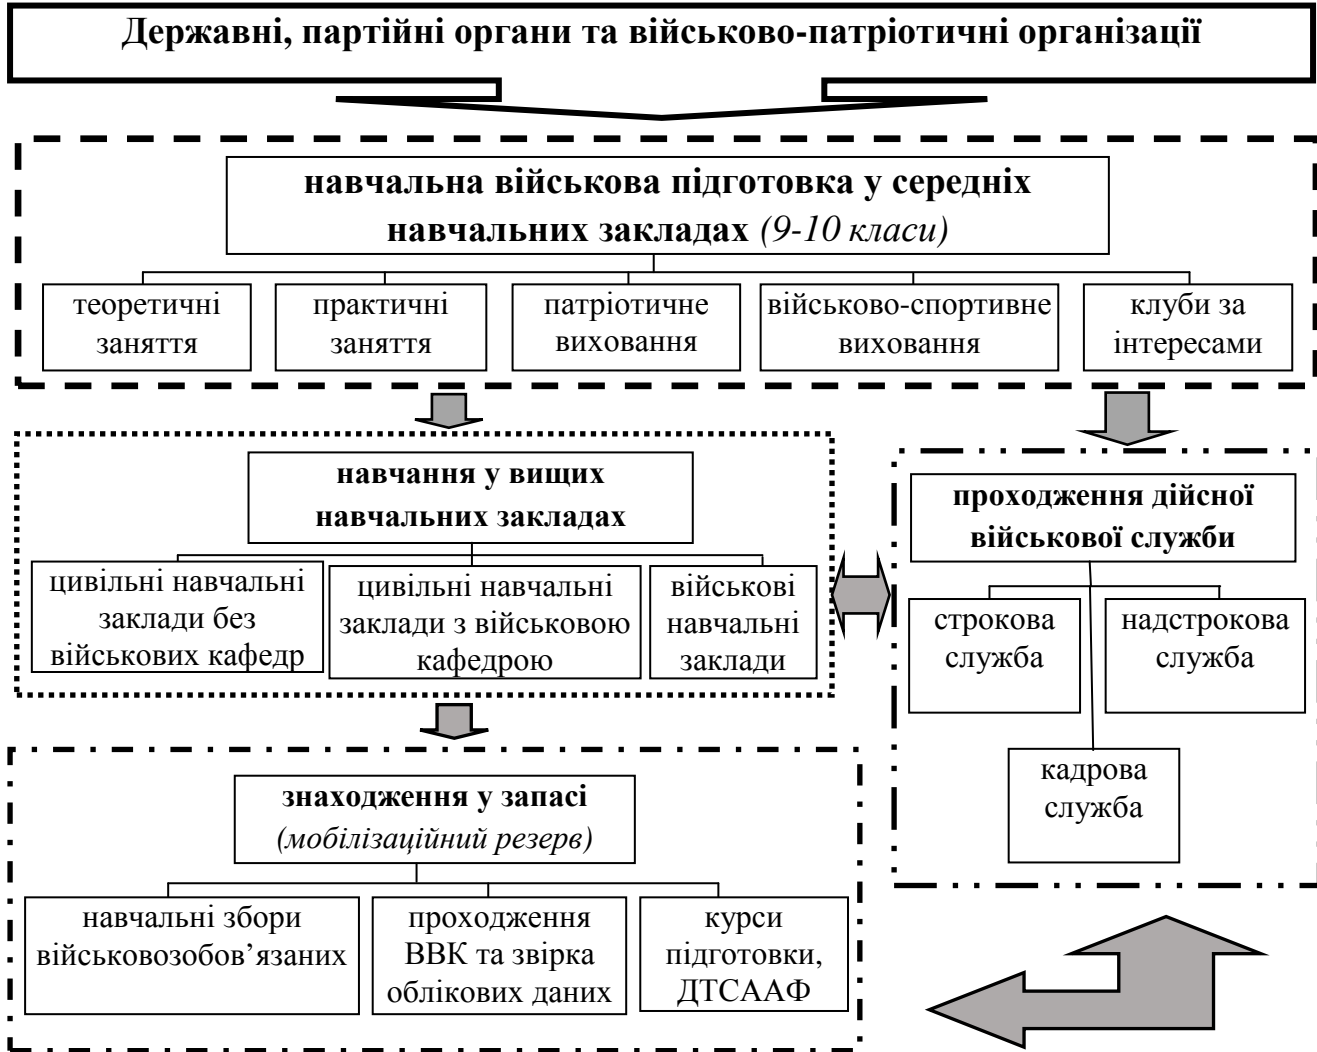 Державні, партійні органи та військово-патріотичні організації
навчальна військова підготовка у середніх
навчальних закладах (9-10 класи)
теоретичні
заняття
практичні
заняття
патріотичне
виховання
військово-спортивне
виховання
клуби за
інтересами
навчання у вищих
навчальних закладах
цивільні навчальні
заклади без
військових кафедр
цивільні навчальні
заклади з військовою
кафедрою
військові
навчальні
заклади
проходження дійсної
військової служби
строкова
служба
надстрокова
служба
кадрова
служба
знаходження у запасі
(мобілізаційний резерв)
навчальні збори
військовозобов’язаних
проходження
ВВК та звірка
облікових даних
курси
підготовки,
ДТСААФ